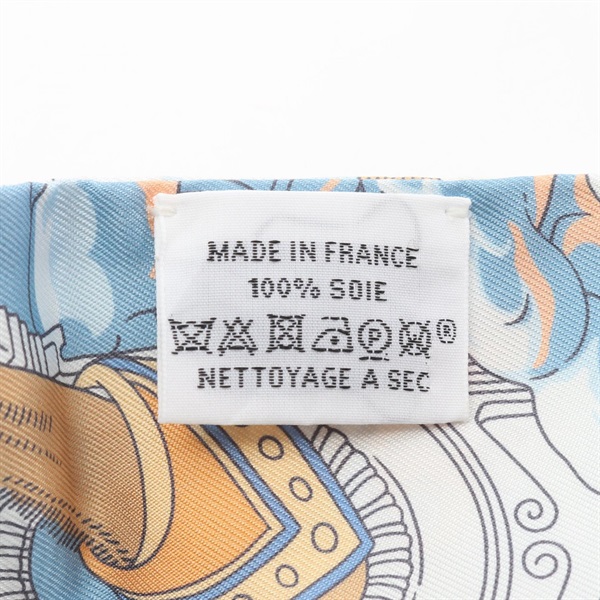 MADE IN FRANCE
100% SOIE
P ®
NETTOYAGE A SEC